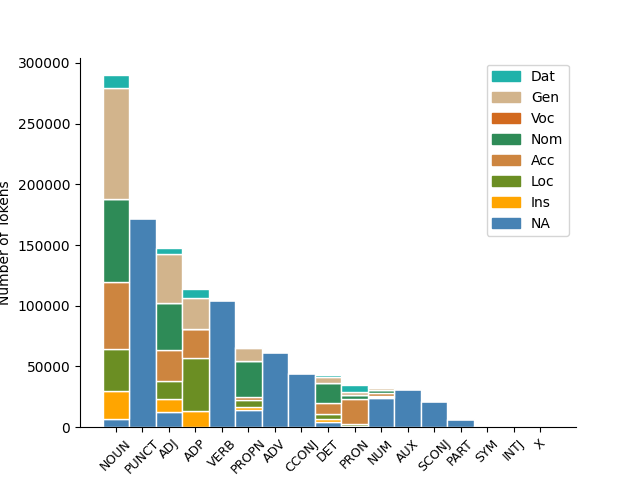 300000
250000
200000
150000
100000
50000
0
Number of Tokens
Dat
Gen
Voc
Nom
Acc
Loc
Ins
NA
NOUN
PUNCT
ADJ
ADP
VERB
PROPN
ADV
CCONJ
DET
PRON
NUM
AUX
SCONJ
PART
SYM
INTJ
X